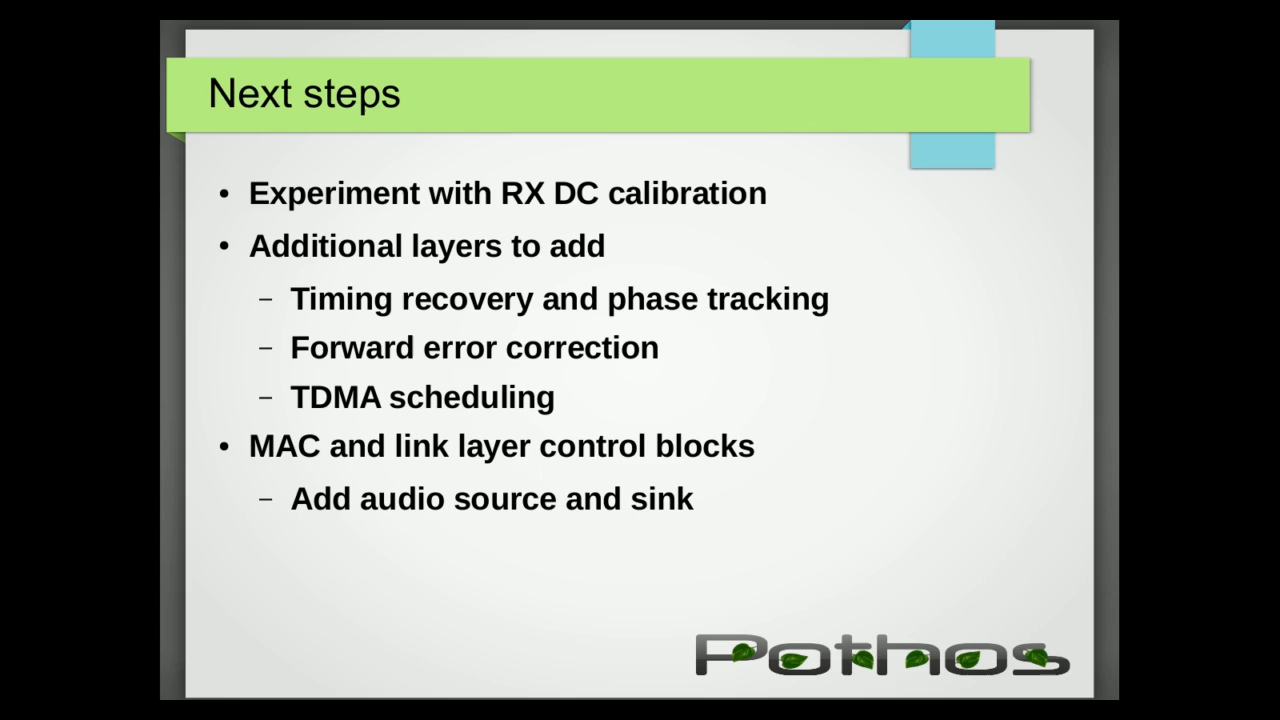 Next steps
• Experiment with RX DC calibration
• Additional layers to add
– Timing recovery and phase tracking
– Forward error correction
– TDMA scheduling
• MAC and link layer control blocks
– Add audio source and sink
Pothos